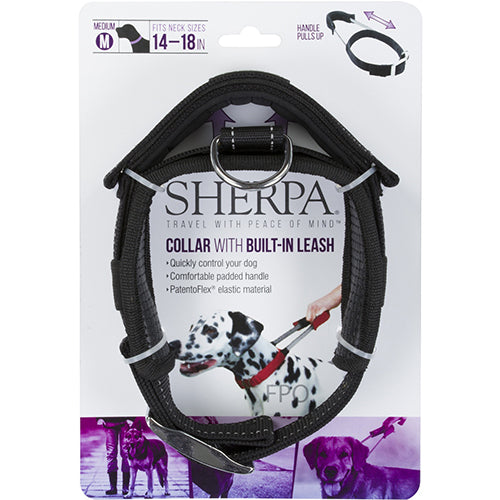 MEDIUM
M
FITS NECK SIZES
14–18 IN
HANDLE
PULLS UP
SHERPA®
TRAVEL WITH PEACE OF MIND™
COLLAR WITH BUILT-IN LEASH
• Quickly control your dog
• Comfortable padded handle
• PatentoFlex® elastic material
FPO